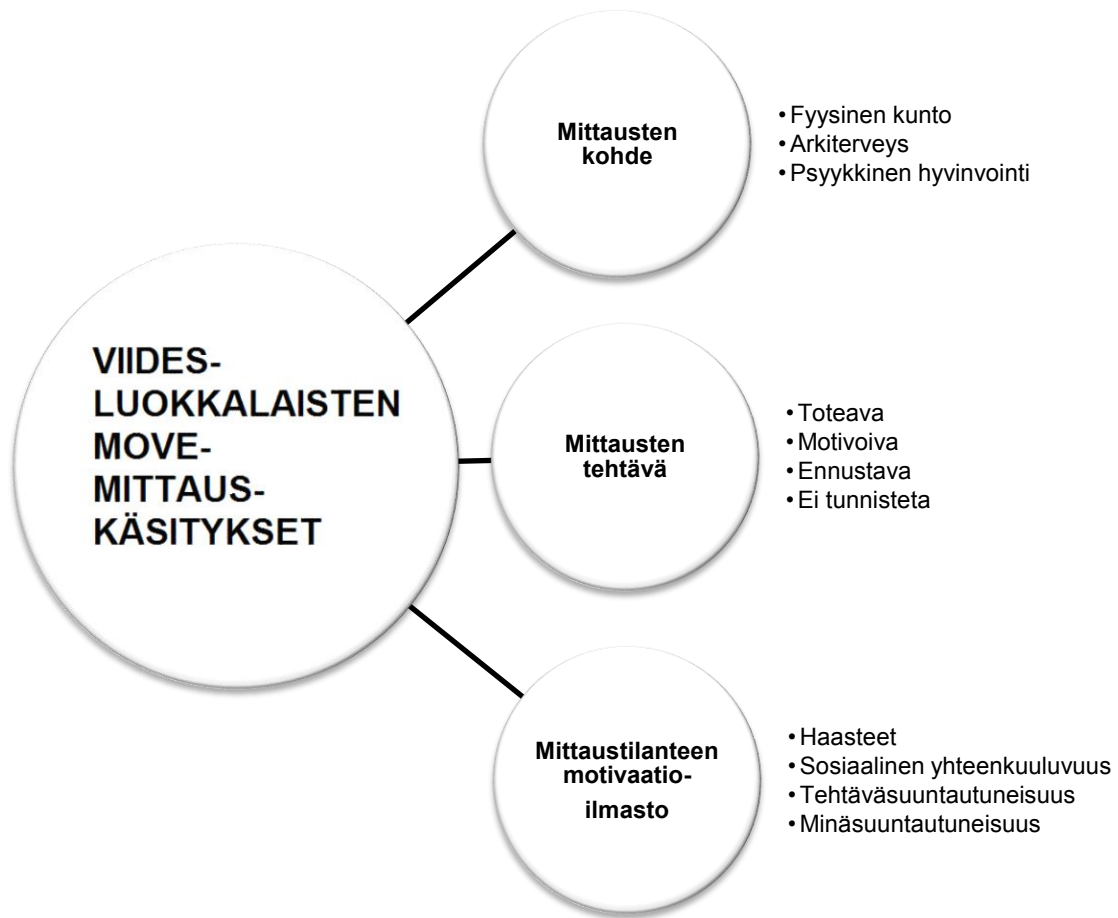 Mittausten
kohde
• Fyysinen kunto
• Arkiterveys
• Psyykkinen hyvinvointi
VIIDES-
LUOKKALAISTEN
MOVE-
MITTAUS-
KÄSITYKSET
Mittausten
tehtävä
• Toteava
• Motivoiva
• Ennustava
• Ei tunnisteta
Mittaustilanteen
motivaatio-
ilmasto
• Haasteet
• Sosiaalinen yhteenkuuluvuus
• Tehtäväsuuntautuneisuus
• Minäsuuntautuneisuus